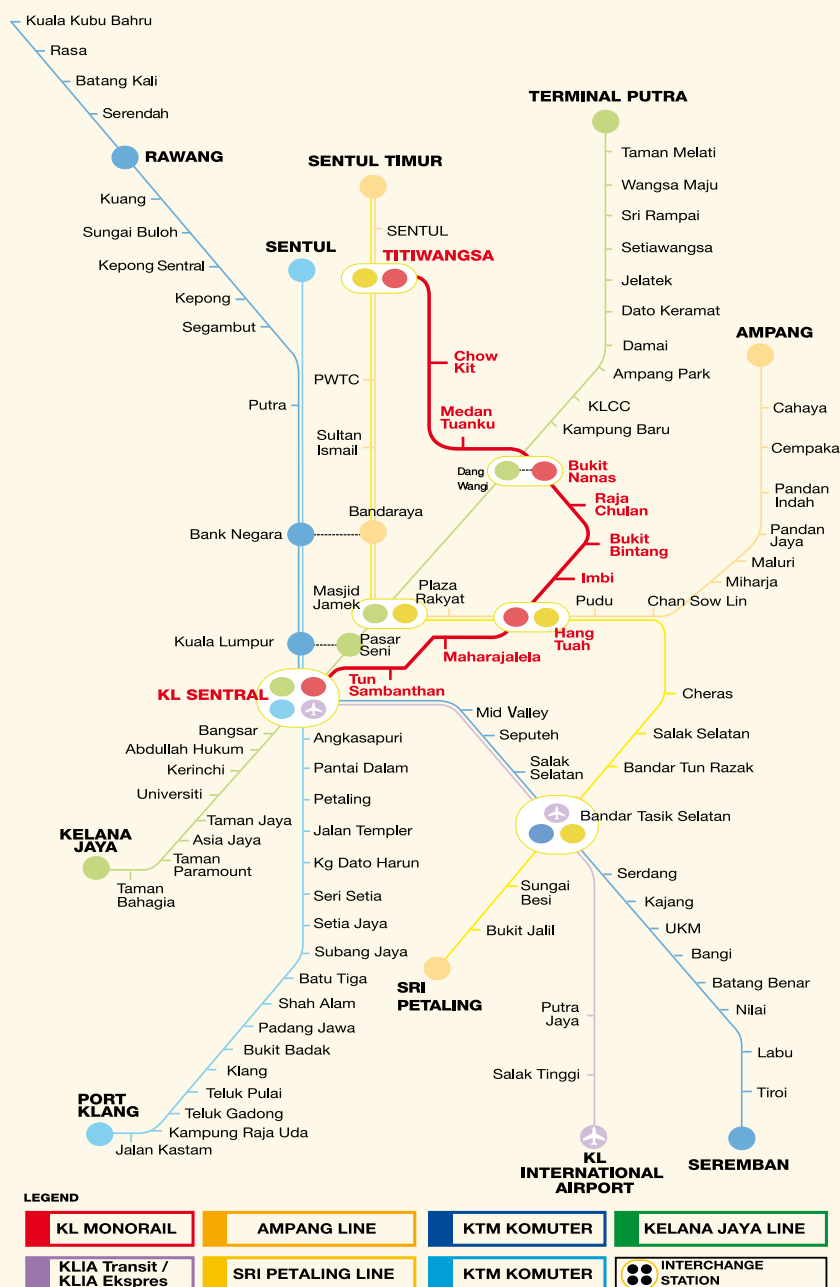 Kuala Kubu Bahru
Rasa
Batang Kali
Serendah
RAWANG
Kuang
Sungai Buloh
Kepong Sentral
Kepong
Segambut
SENTUL
Putra
Bank Negara
Kuala Lumpur
SENTUL TIMUR
SENTUL
TITIWANGSA
PWTC
Sultan
Ismail
Bandaraya
Masjid
Jamek
Plaza
Rakyat
Pasar
Seni
Chow
Kit
Medan
Tuanku
Dang
Wangi
Bukit
Nanas
Raja
Chulan
Bukit
Bintang
Imbi
Hang
Tuah
Maharajalela
Tun
Sambanthan
KL SENTRAL
TERMINAL PUTRA
Taman Melati
Wangsa Maju
Sri Rampai
Setiawangsa
Jelatek
Dato Keramat
Damai
Ampang Park
KLCC
Kampung Baru
AMPANG
Cahaya
Cempaka
Pandan
Indah
Pandan
Jaya
Maluri
Miharja
Chan Sow Lin
Pudu
Cheras
Salak Selatan
Bandar Tun Razak
Bandar Tasik Selatan
Mid Valley
Seputeh
Salak
Selatan
Bangsar
Abdullah Hukum
Kerinchi
Universiti
Taman Jaya
Asia Jaya
Taman
Paramount
KELANA
JAYA
Taman
Bahagia
Angkasapuri
Pantai Dalam
Petaling
Jalan Templer
Kg Dato Harun
Seri Setia
Setia Jaya
Subang Jaya
Batu Tiga
Shah Alam
Padang Jawa
Bukit Badak
Klang
Teluk Pulai
Teluk Gadong
Kampung Raja Uda
Jalan Kastam
PORT
KLANG
Sungai
Besi
Bukit Jalil
SRI
PETALING
Putra
Jaya
Salak Tinggi
KL
INTERNATIONAL
AIRPORT
Serdang
Kajang
UKM
Bangi
Batang Benar
Nilai
Labu
Tiroi
SEREMBAN
LEGEND
KL MONORAIL
AMPANG LINE
KTM KOMUTER
KELANA JAYA LINE
KLIA Transit /
KLIA Ekspres
SRI PETALING LINE
KTM KOMUTER
INTERCHANGE
STATION